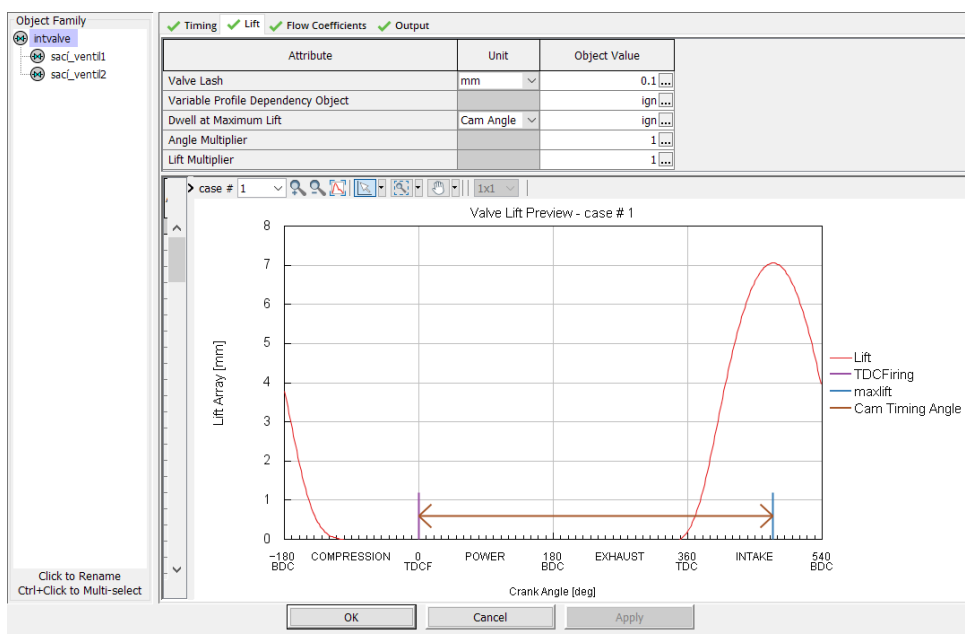 Object Family
intvalve
sací_ventil1
sací_ventil2
Click to Rename
Ctrl+Click to Multi-select
Timing Lift Flow Coefficients Output
Attribute Unit Object Value
Valve Lash mm 0.1 ...
Variable Profile Dependency Object ign ...
Dwell at Maximum Lift Cam Angle ign ...
Angle Multiplier 1 ...
Lift Multiplier 1 ...
case # 1 1x1
Valve Lift Preview - case # 1
8
7
6
5
4
3
2
1
0
Lift Array [mm]
Lift
TDCFiring
maxlift
Cam Timing Angle
-180 COMPRESSION 0 POWER 180 EXHAUST 360 INTAKE 540
BDC TDCF BDC TDC BDC
Crank Angle [deg]
OK Cancel Apply